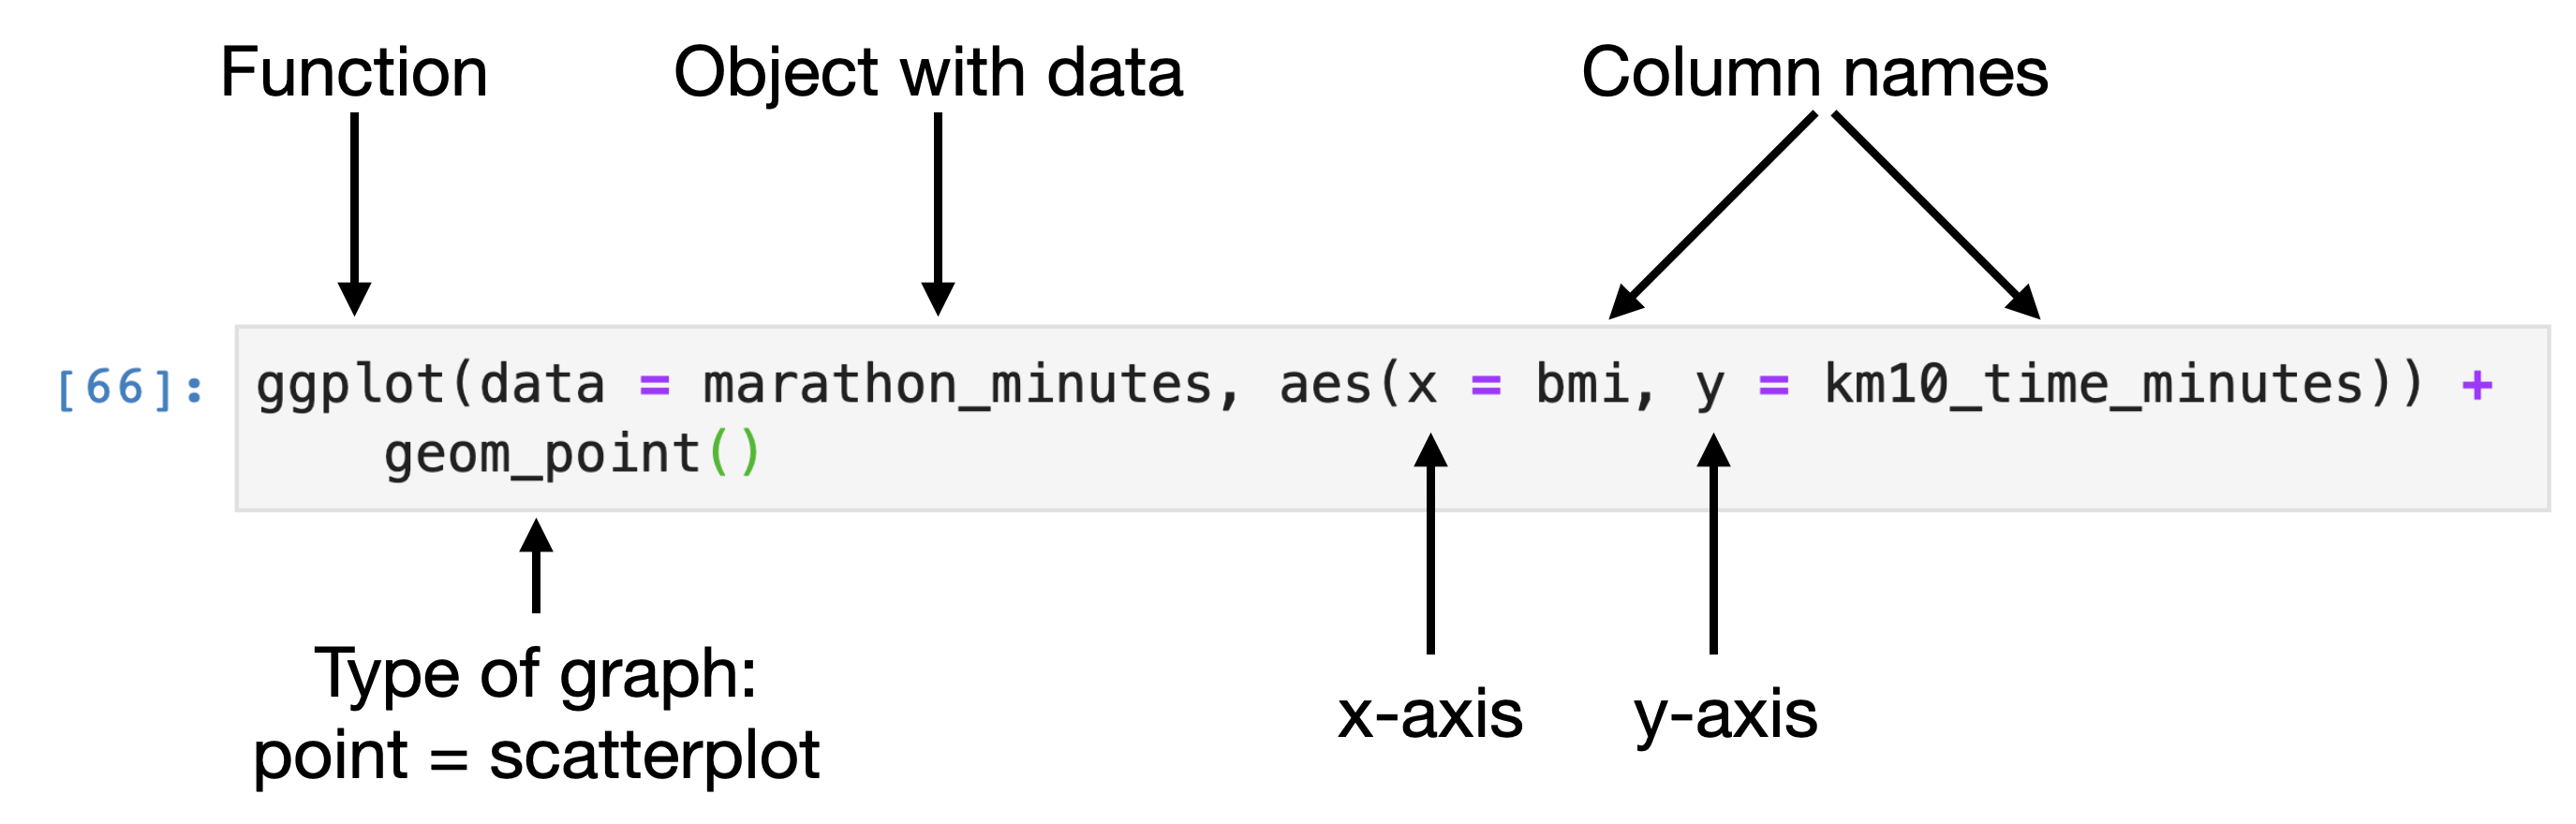 Function Object with data Column names
[66]: ggplot(data = marathon_minutes, aes(x = bmi, y = km10_time_minutes)) +
geom_point()
Type of graph:
point = scatterplot
x-axis y-axis